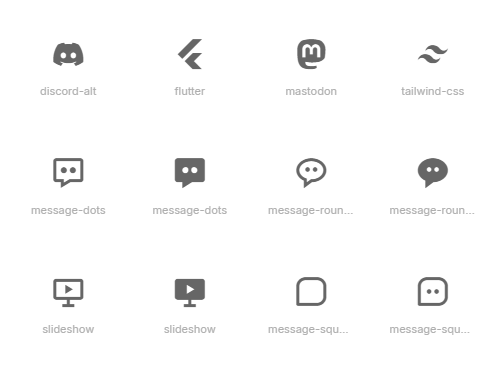 discord-alt
flutter
mastodon
tailwind-css
message-dots
message-dots
message-roun...
message-roun...
slideshow
slideshow
message-squ...
message-squ...